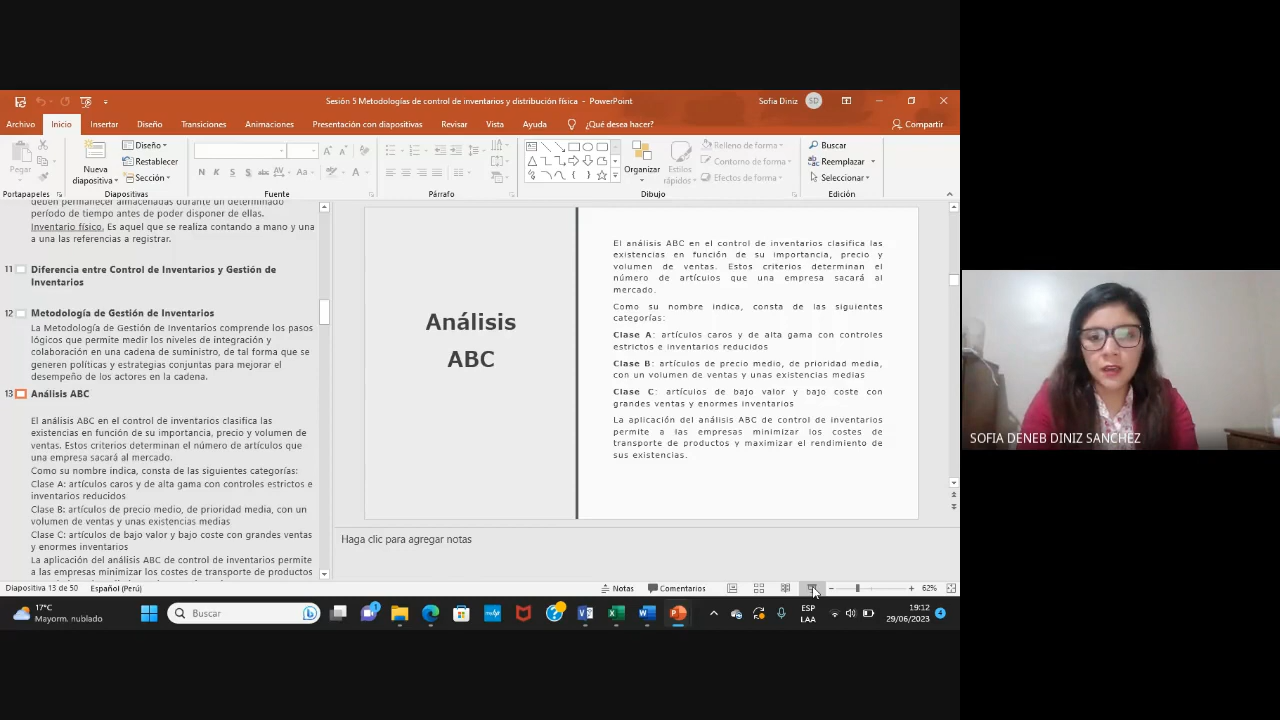 Sesión 5 Metodologías de control de inventarios y distribución física - PowerPoint
Sofia Diniz
SD
Archivo
Inicio
Insertar
Diseño
Transiciones
Animaciones
Presentación con diapositivas
Revisar
Vista
Ayuda
¿Qué desea hacer?
Compartir
Pegar
Portapapeles
Nueva
diapositiva
Diseño
Restablecer
Sección
Diapositivas
N K S S abc AV Aa A
Fuente
Párrafo
Organizar
Estilos
rápidos
Relleno de forma
Contorno de forma
Efectos de forma
Dibujo
Buscar
Reemplazar
Seleccionar
Edición
deben permanecer almacenadas durante un determinado
período de tiempo antes de poder disponer de ellas.
Inventario físico. Es aquel que se realiza contando a mano y una
a una las referencias a registrar.
11 Diferencia entre Control de Inventarios y Gestión de
Inventarios
12 Metodología de Gestión de Inventarios
La Metodología de Gestión de Inventarios comprende los pasos
lógicos que permite medir los niveles de integración y
colaboración en una cadena de suministro, de tal forma que se
generen políticas y estrategias conjuntas para mejorar el
desempeño de los actores en la cadena.
13 Análisis ABC
El análisis ABC en el control de inventarios clasifica las
existencias en función de su importancia, precio y volumen de
ventas. Estos criterios determinan el número de artículos que
una empresa sacará al mercado.
Como su nombre indica, consta de las siguientes categorías:
Clase A: artículos caros y de alta gama con controles estrictos e
inventarios reducidos
Clase B: artículos de precio medio, de prioridad media, con un
volumen de ventas y unas existencias medias
Clase C: artículos de bajo valor y bajo coste con grandes ventas
y enormes inventarios
La aplicación del análisis ABC de control de inventarios permite
a las empresas minimizar los costes de transporte de productos
Análisis
ABC
El análisis ABC en el control de inventarios clasifica las
existencias en función de su importancia, precio y
volumen de ventas. Estos criterios determinan el
número de artículos que una empresa sacará al
mercado.
Como su nombre indica, consta de las siguientes
categorías:
Clase A: artículos caros y de alta gama con controles
estrictos e inventarios reducidos
Clase B: artículos de precio medio, de prioridad media,
con un volumen de ventas y unas existencias medias
Clase C: artículos de bajo valor y bajo coste con
grandes ventas y enormes inventarios
La aplicación del análisis ABC de control de inventarios
permite a las empresas minimizar los costes de
transporte de productos y maximizar el rendimiento de
sus existencias.
Haga clic para agregar notas
Diapositiva 13 de 50
Español (Perú)
Notas
Comentarios
62%
17°C
Mayorm. nublado
Buscar
ESP
LAA
19:12
29/06/2023
4
SOFIA DENEB DINIZ SANCHEZ